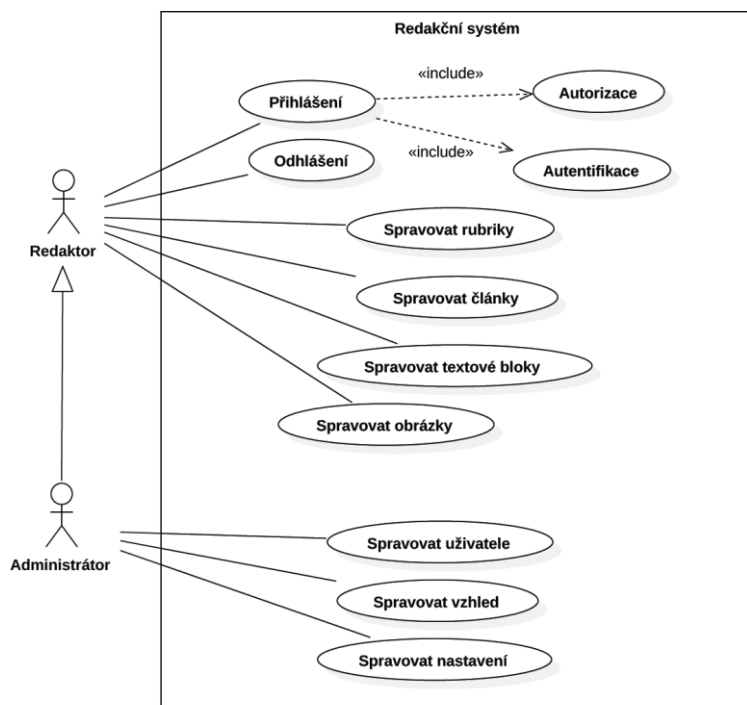 Redakční systém
«include»
Přihlášení
Autorizace
«include»
Odhlášení
Autentifikace
Spravovat rubriky
Redaktor
Spravovat články
Spravovat textové bloky
Spravovat obrázky
Spravovat uživatele
Administrátor
Spravovat vzhled
Spravovat nastavení